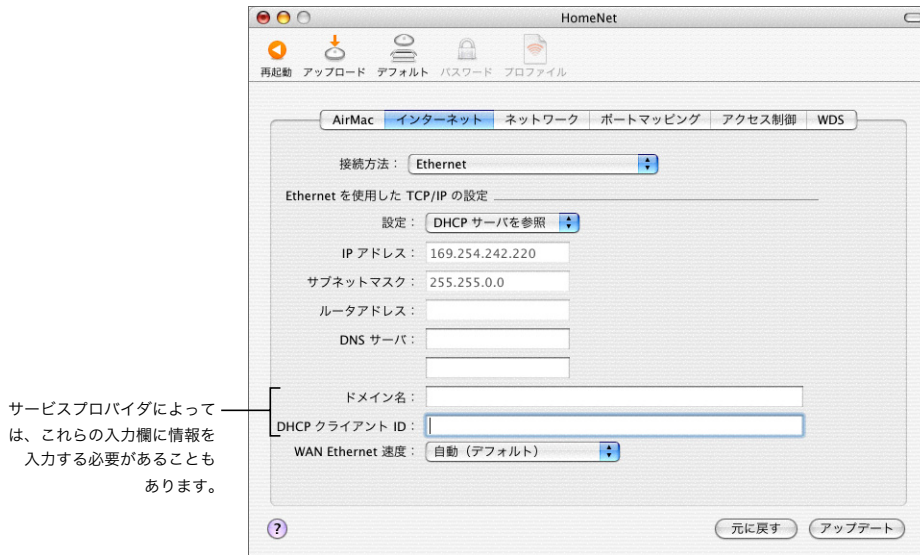 HomeNet
再起動 アップロード デフォルト パスワード プロファイル
AirMac インターネット ネットワーク ポートマッピング アクセス制御 WDS
接続方法： Ethernet
Ethernet を使用した TCP/IP の設定
設定： DHCP サーバを参照
IP アドレス： 169.254.242.220
サブネットマスク： 255.255.0.0
ルータアドレス：
DNS サーバ：
ドメイン名：
DHCP クライアント ID：
WAN Ethernet 速度： 自動（デフォルト）
サービスプロバイダによって
は、これらの入力欄に情報を
入力する必要があることも
あります。
? 元に戻す アップデート